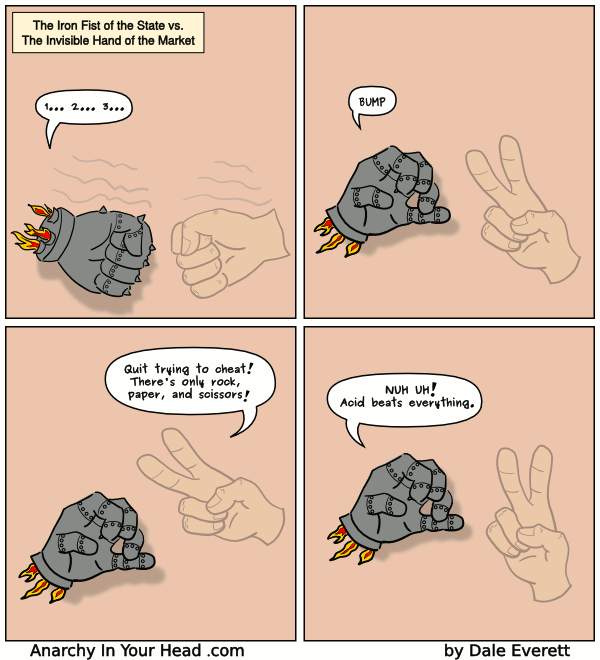 The Iron Fist of the State vs.
The Invisible Hand of the Market
1... 2... 3...
BUMP
Quit trying to cheat!
There's only rock,
paper, and scissors!
NUH UH!
Acid beats everything.
Anarchy In Your Head .com
by Dale Everett